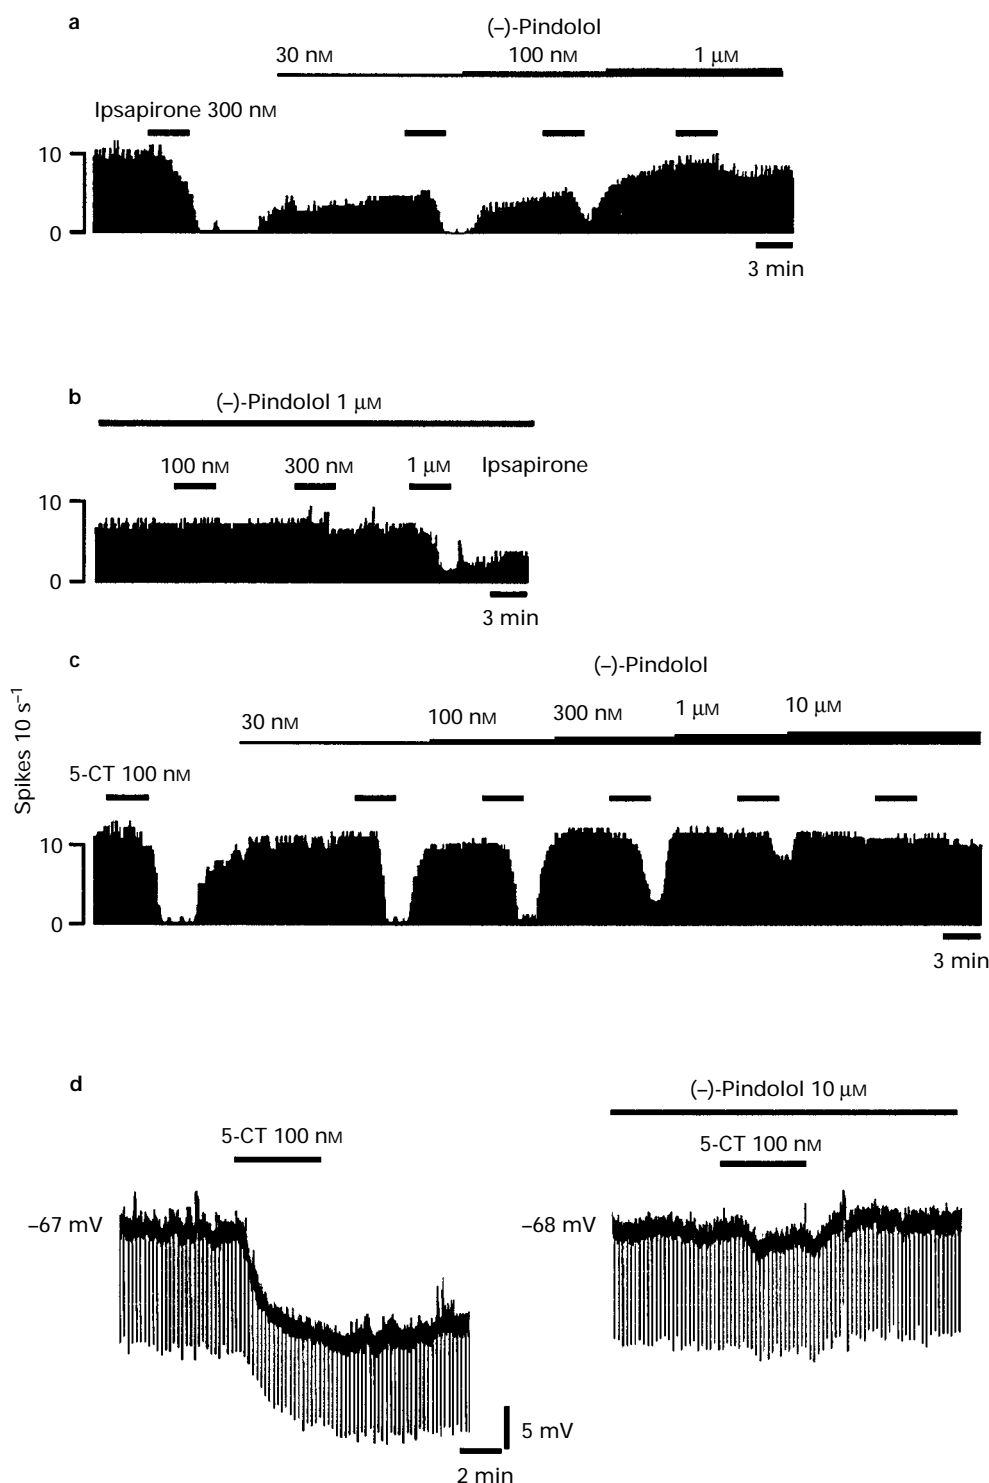 a
(–)-Pindolol
30 nM 100 nM 1 µM
Ipsapirone 300 nM
10
0
3 min
b
(–)-Pindolol 1 µM
100 nM 300 nM 1 µM Ipsapirone
10
0
3 min
c
(–)-Pindolol
30 nM 100 nM 300 nM 1 µM 10 µM
Spikes 10 s⁻¹
5-CT 100 nM
10
0
3 min
d
(–)-Pindolol 10 µM
5-CT 100 nM 5-CT 100 nM
–67 mV –68 mV
5 mV
2 min